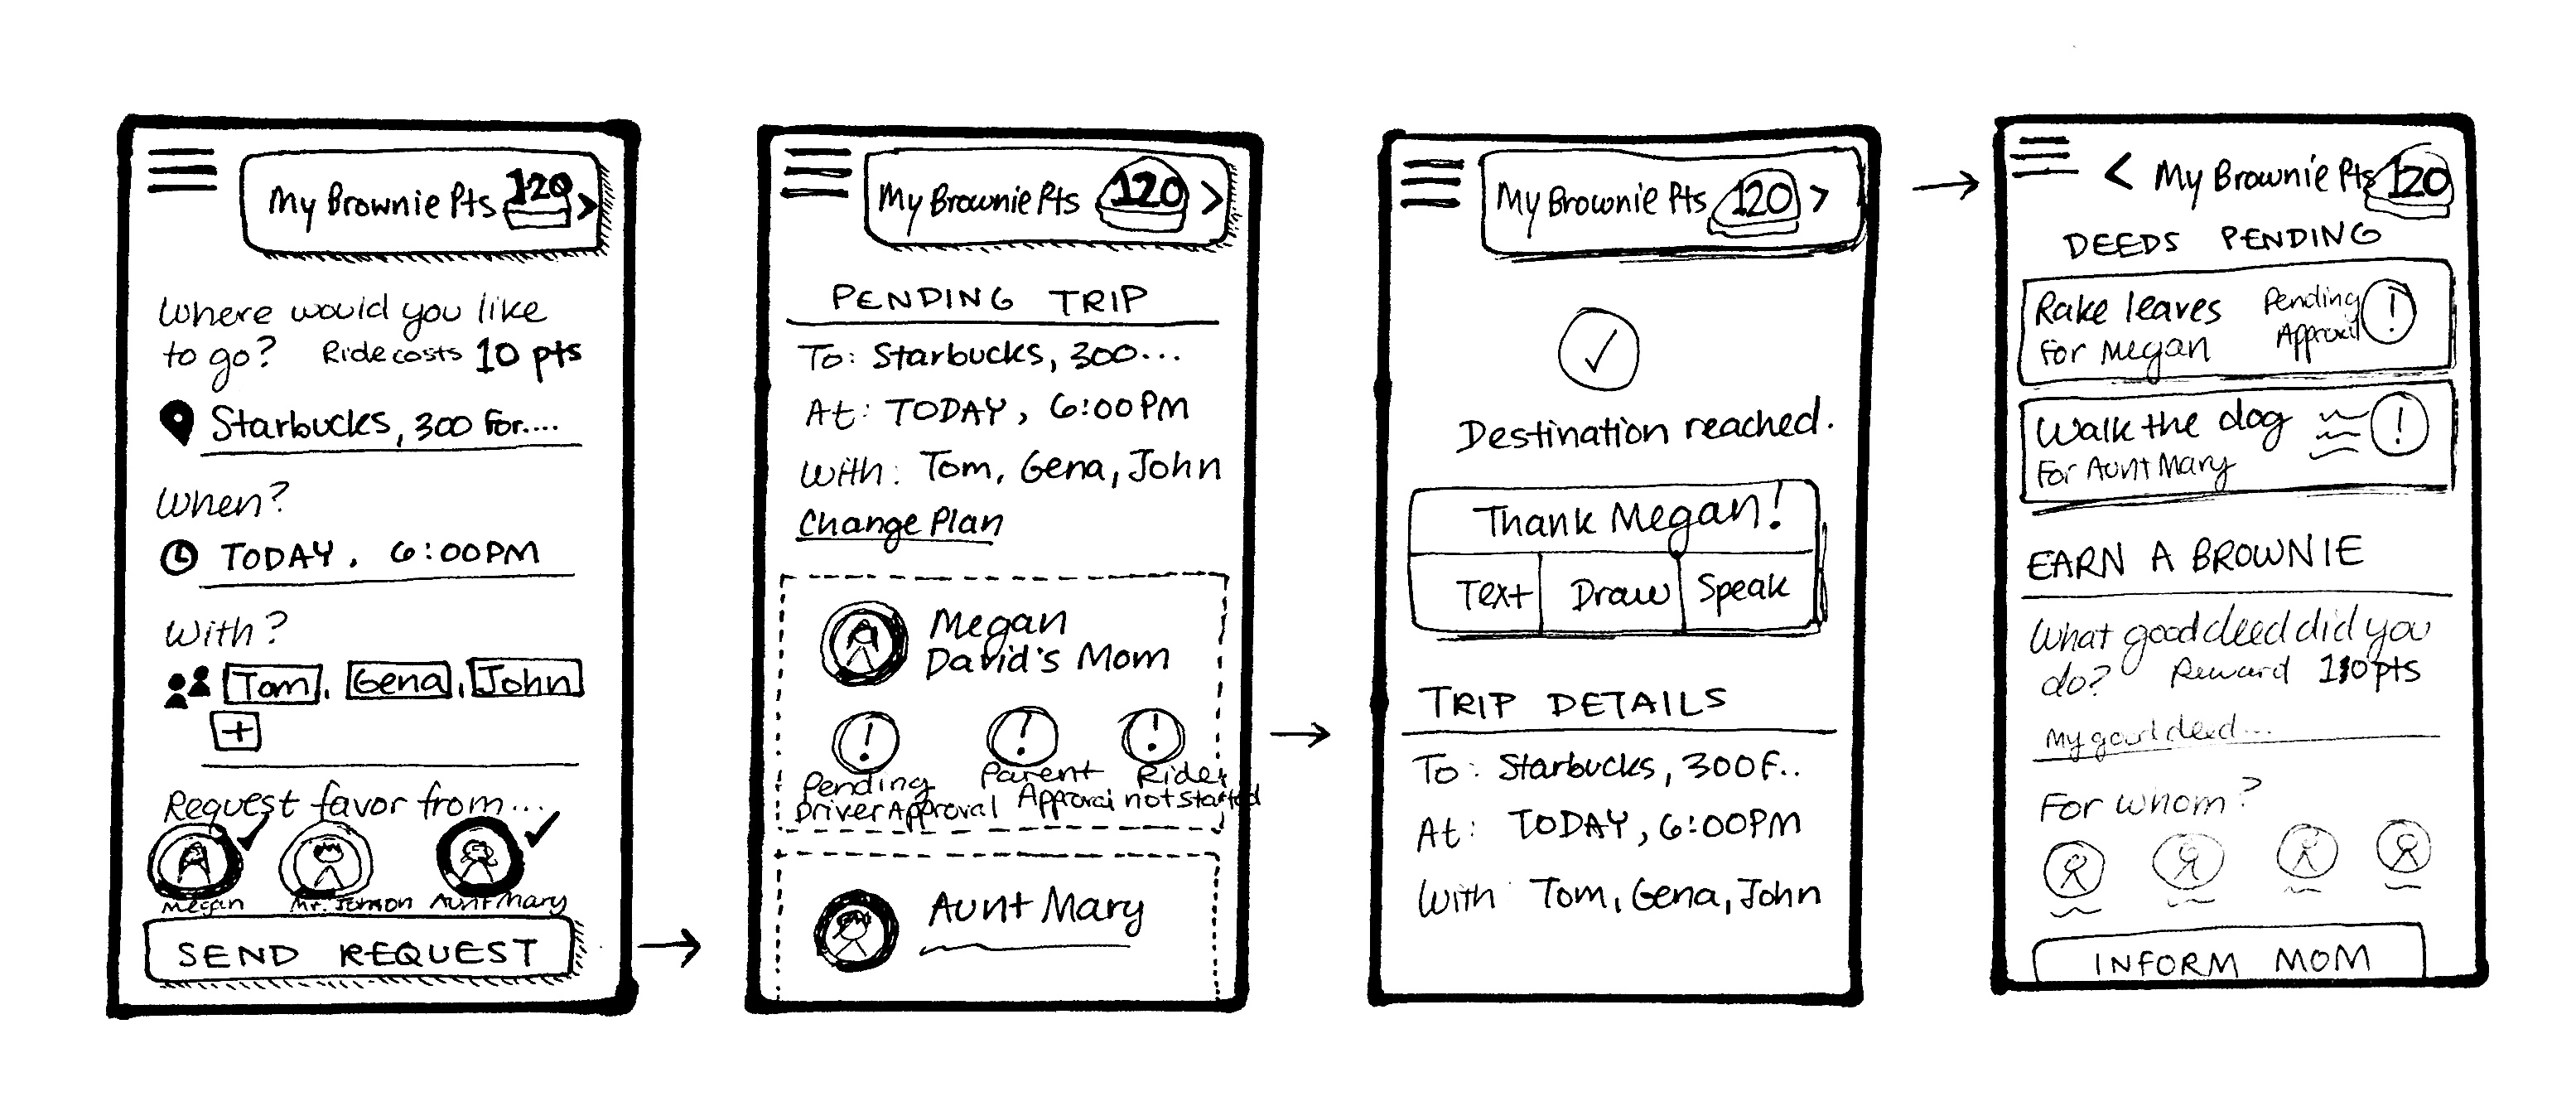 My Brownie Pts 120 >
Where would you like
to go? Ride costs 10 pts
Starbucks, 300 For....
When?
TODAY, 6:00PM
With?
Tom, Gena, John
+
Request favor from...
Megan Aunt Mary
SEND REQUEST
My Brownie Pts 120 >
PENDING TRIP
To: Starbucks, 300...
At: TODAY, 6:00PM
With: Tom, Gena, John
Change Plan
Megan
David's Mom
! ! !
Pending Parent Ride
Driver Approval not started
Aunt Mary
My Brownie Pts 120 >
Destination reached.
Thank Megan!
Text Draw Speak
TRIP DETAILS
To: Starbucks, 300 F..
At: TODAY, 6:00PM
With Tom, Gena, John
< My Brownie Pts 120
DEEDS PENDING
Rake leaves Pending !
For Megan Approval
Walk the dog !
For Aunt Mary
EARN A BROWNIE
What good deed did you
do? Reward pts
My good deed...
For whom?
INFORM MOM